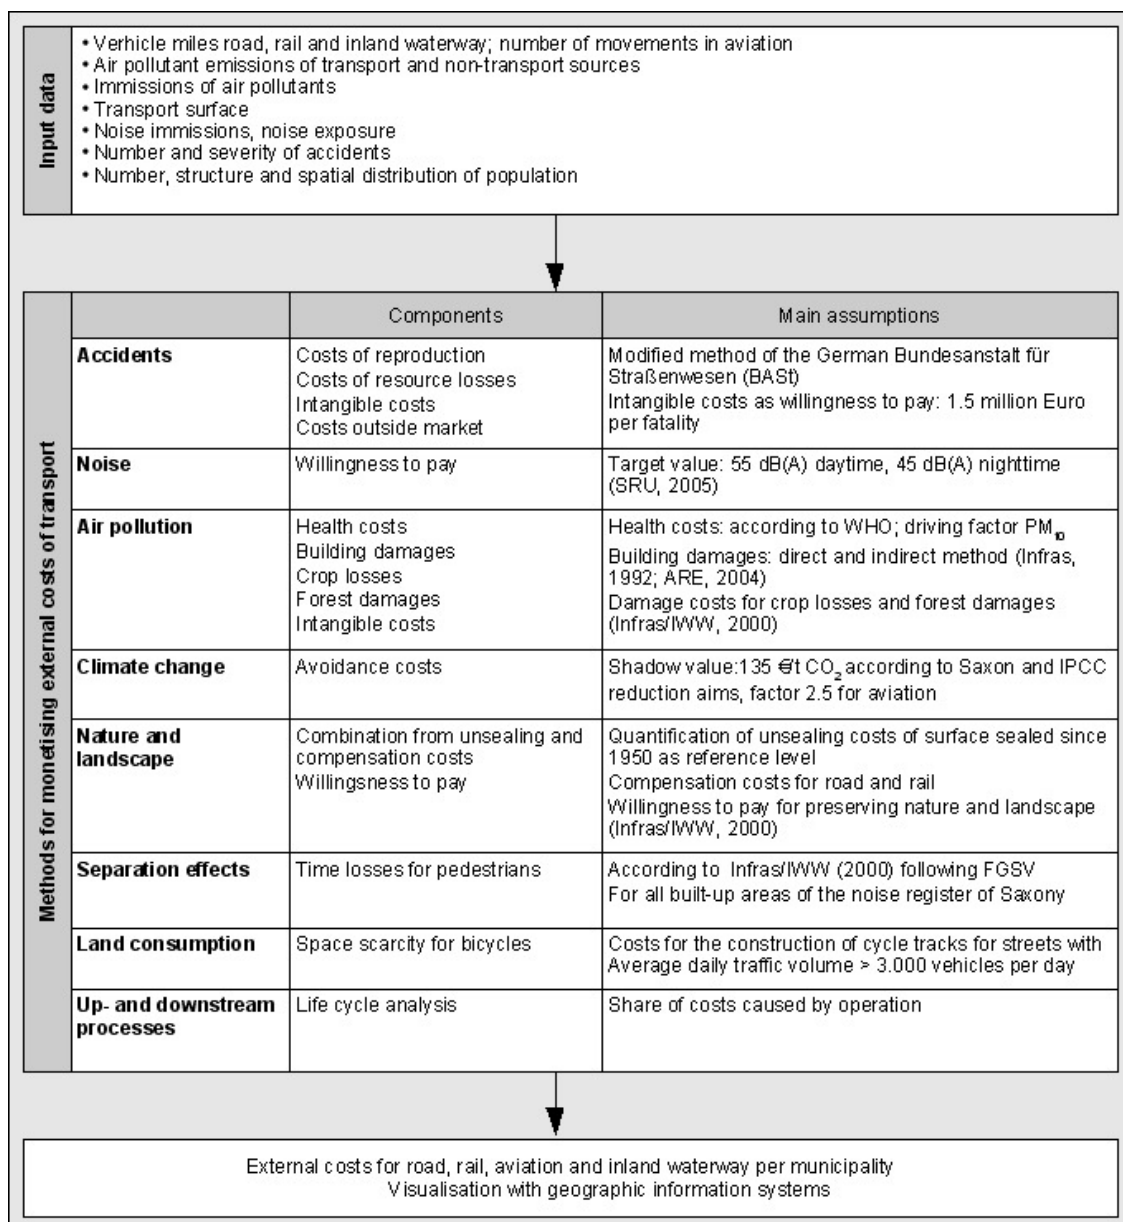 Input data
• Verhicle miles road, rail and inland waterway; number of movements in aviation
• Air pollutant emissions of transport and non-transport sources
• Immissions of air pollutants
• Transport surface
• Noise immissions, noise exposure
• Number and severity of accidents
• Number, structure and spatial distribution of population
Methods for monetising external costs of transport
Components
Main assumptions
Accidents
Costs of reproduction
Costs of resource losses
Intangible costs
Costs outside market
Modified method of the German Bundesanstalt für
Straßenwesen (BASt)
Intangible costs as willingness to pay: 1.5 million Euro
per fatality
Noise
Willingness to pay
Target value: 55 dB(A) daytime, 45 dB(A) nighttime
(SRU, 2005)
Air pollution
Health costs
Building damages
Crop losses
Forest damages
Intangible costs
Health costs: according to WHO; driving factor PM₁₀
Building damages: direct and indirect method (Infras,
1992; ARE, 2004)
Damage costs for crop losses and forest damages
(Infras/IWW, 2000)
Climate change
Avoidance costs
Shadow value:135 €/t CO₂ according to Saxon and IPCC
reduction aims, factor 2.5 for aviation
Nature and
landscape
Combination from unsealing and
compensation costs
Willingsness to pay
Quantification of unsealing costs of surface sealed since
1950 as reference level
Compensation costs for road and rail
Willingness to pay for preserving nature and landscape
(Infras/IWW, 2000)
Separation effects
Time losses for pedestrians
According to Infras/IWW (2000) following FGSV
For all built-up areas of the noise register of Saxony
Land consumption
Space scarcity for bicycles
Costs for the construction of cycle tracks for streets with
Average daily traffic volume > 3.000 vehicles per day
Up- and downstream
processes
Life cycle analysis
Share of costs caused by operation
External costs for road, rail, aviation and inland waterway per municipality
Visualisation with geographic information systems